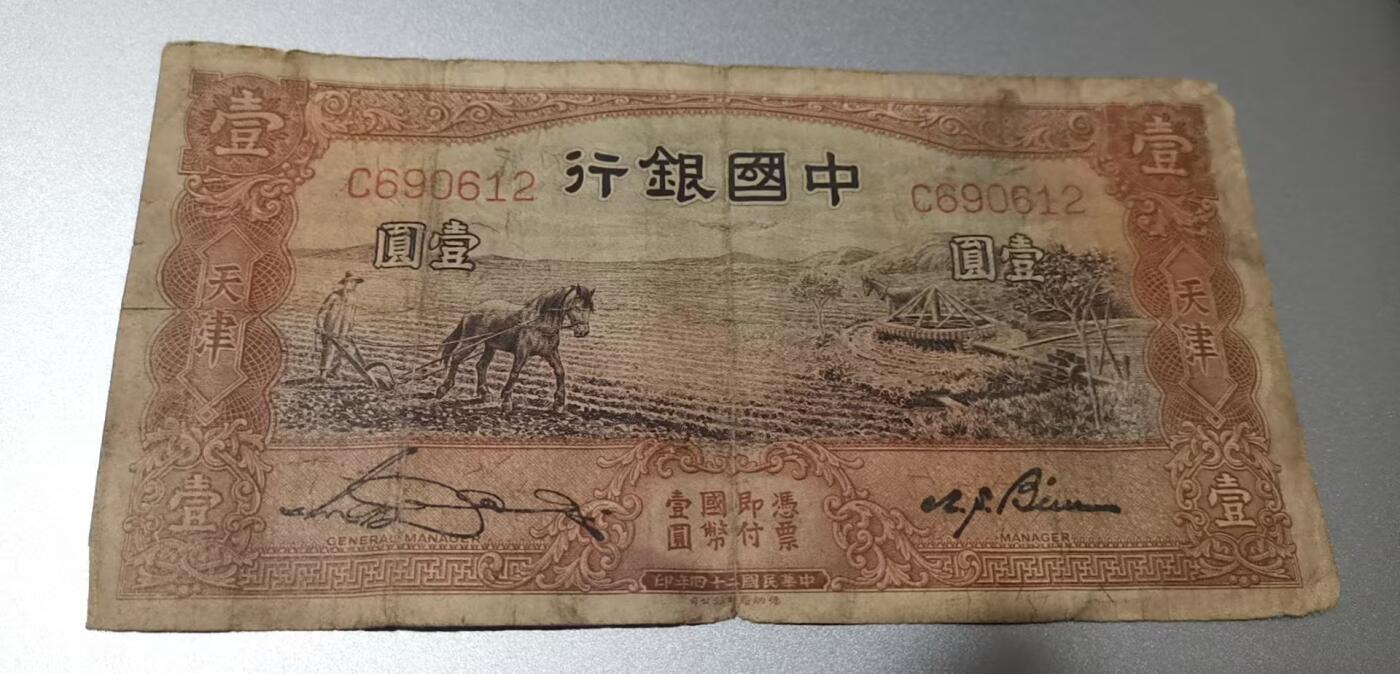 壹
壹
中國銀行
C690612
C690612
壹圓
壹圓
天津
天津
憑票
即付
國幣
壹圓
壹
壹
GENERAL MANAGER
MANAGER
中華民國二十四年印